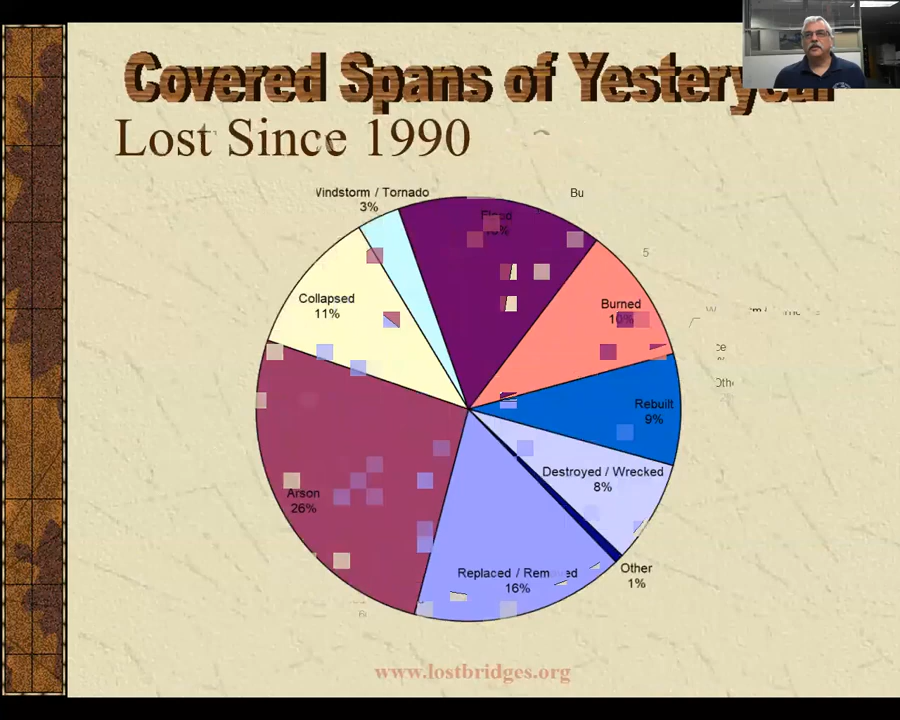 Covered Spans of Yesteryear
Lost Since 1990
Windstorm / Tornado
3%
Bu
Flood
5
Burned
10%
Collapsed
11%
Rebuilt
9%
Destroyed / Wrecked
8%
Arson
26%
Replaced / Removed
16%
Other
1%
www.lostbridges.org